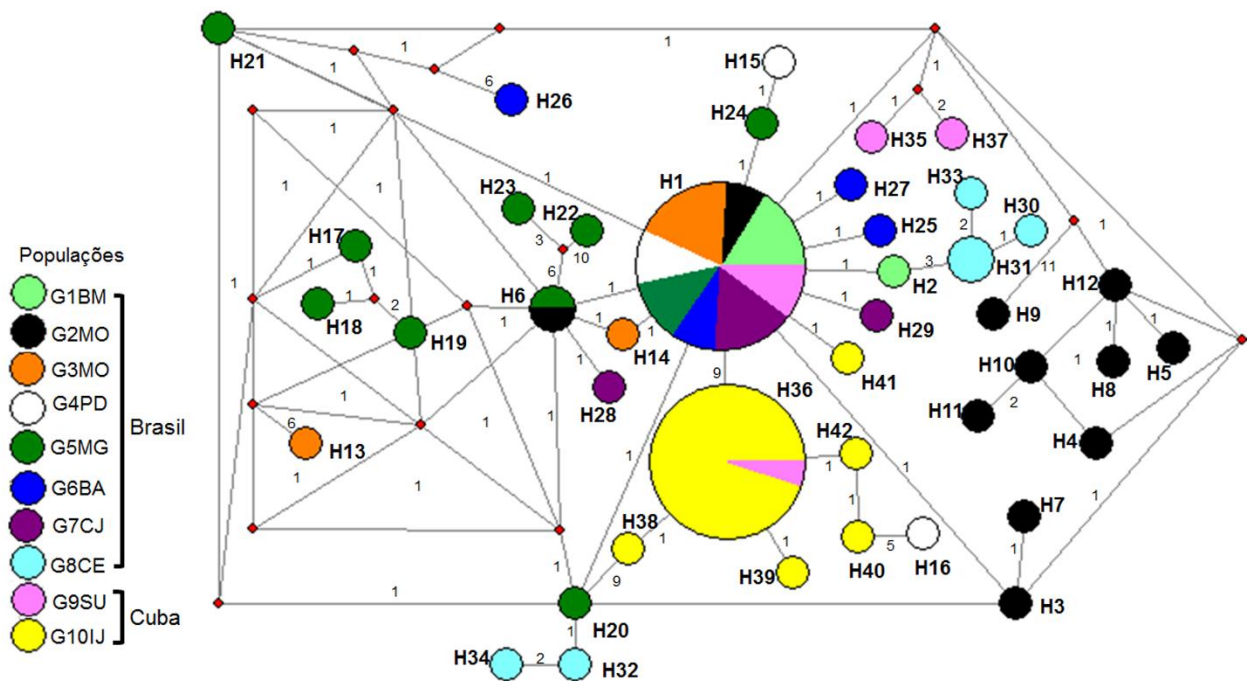 H21
1
1
1
6
H26
H15
1
H24
1
1
1
1
2
H35
H37
1
1
1
1
H1
H23
H22
3
10
6
H17
1
H18
1
2
H19
1
H27
1
H25
1
H2
3
H33
2
H30
1
H31
11
H9
H12
1
1
1
H10
H8
H5
2
H11
H4
1
H29
1
H41
H6
1
1
1
H14
1
1
H28
9
H36
H42
1
1
H40
5
H16
1
H39
H38
1
9
1
6
H13
1
1
1
1
1
1
1
1
H7
1
H3
1
H20
1
H34
2
H32
Populações
G1BM
G2MO
G3MO
G4PD
G5MG
G6BA
G7CJ
G8CE
Brasil
G9SU
G10IJ
Cuba